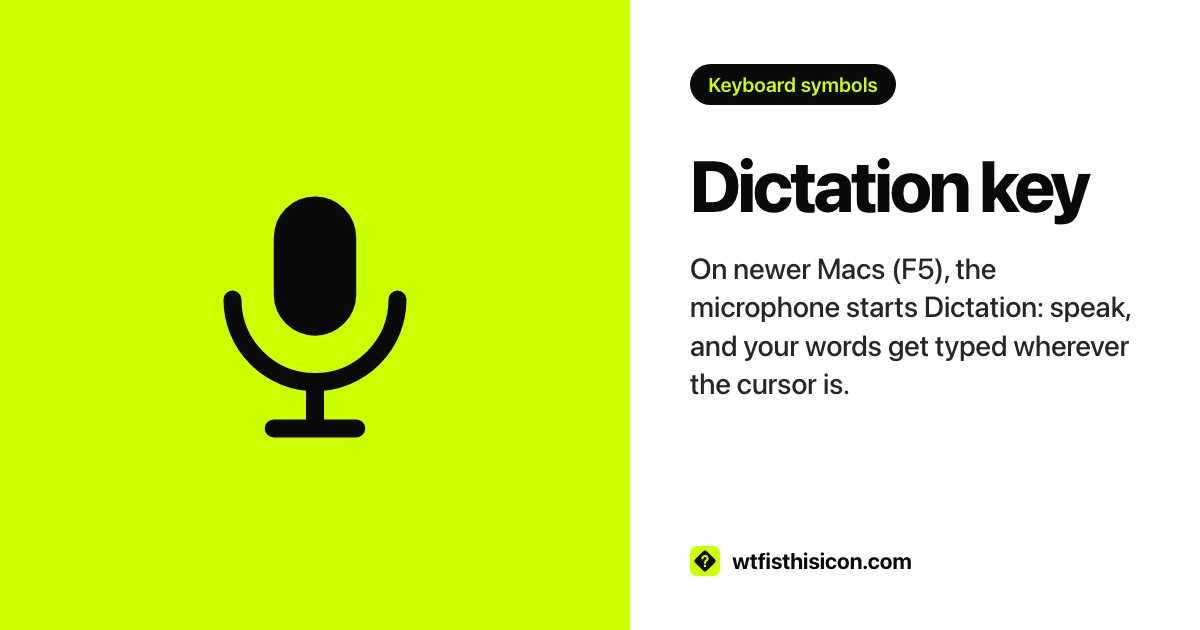 Keyboard symbols
Dictation key
On newer Macs (F5), the
microphone starts Dictation: speak,
and your words get typed wherever
the cursor is.
?
wtfisthisicon.com